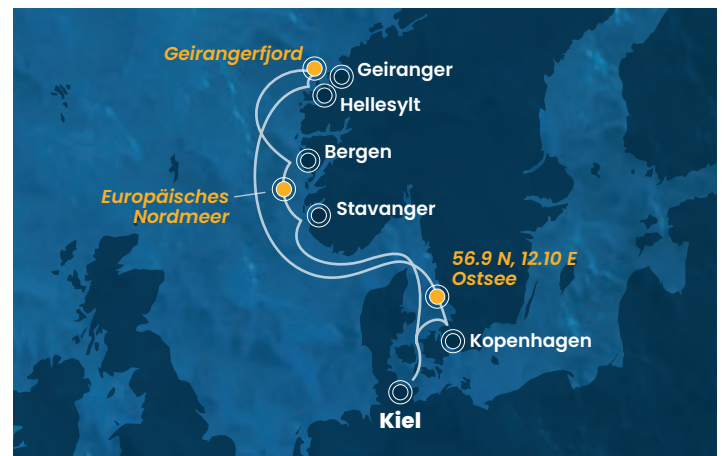 Geirangerfjord
Geiranger
Hellesylt
Bergen
Europäisches
Nordmeer
Stavanger
56.9 N, 12.10 E
Ostsee
Kopenhagen
Kiel